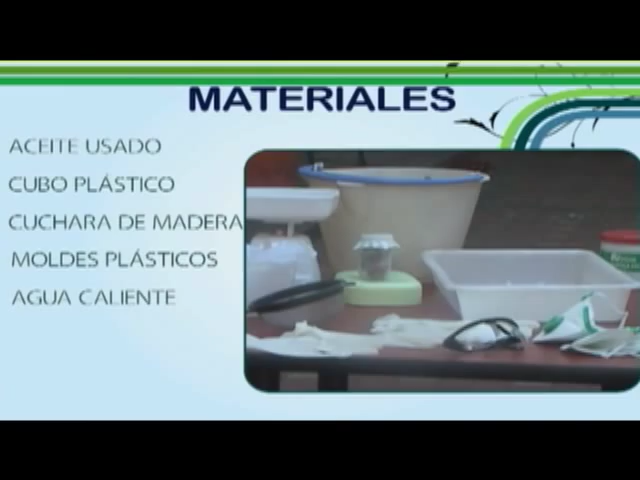 MATERIALES
ACEITE USADO
CUBO PLÁSTICO
CUCHARA DE MADERA
MOLDES PLÁSTICOS
AGUA CALIENTE